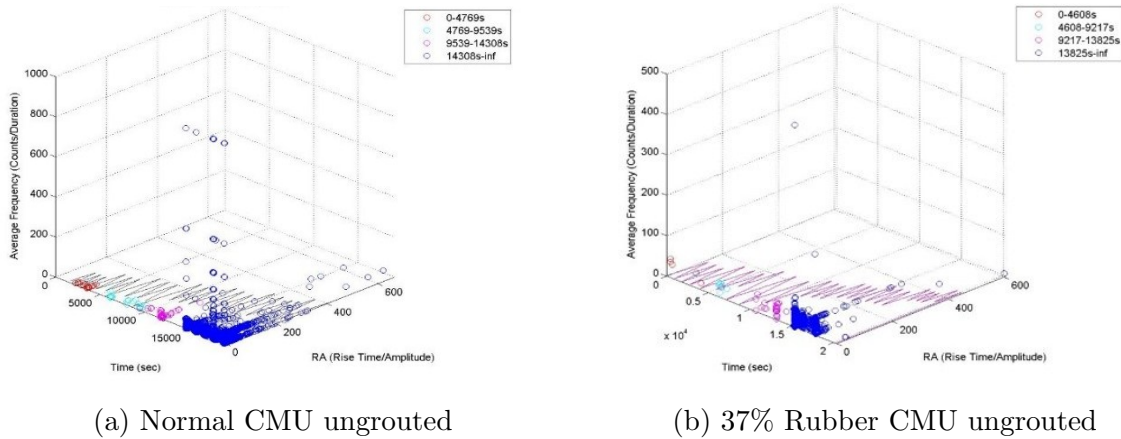 0-4769s
4769-9539s
9539-14308s
14308s-inf
1000
800
600
400
200
0
Average Frequency (Counts/Duration)
0
5000
10000
15000
Time (sec)
0
200
400
600
RA (Rise Time/Amplitude)
(a) Normal CMU ungrouted
0-4608s
4608-9217s
9217-13825s
13825s-inf
500
400
300
200
100
0
Average Frequency (Counts/Duration)
0
0.5
1
1.5
2
x 10⁴
Time (sec)
0
200
400
600
RA (Rise Time/Amplitude)
(b) 37% Rubber CMU ungrouted